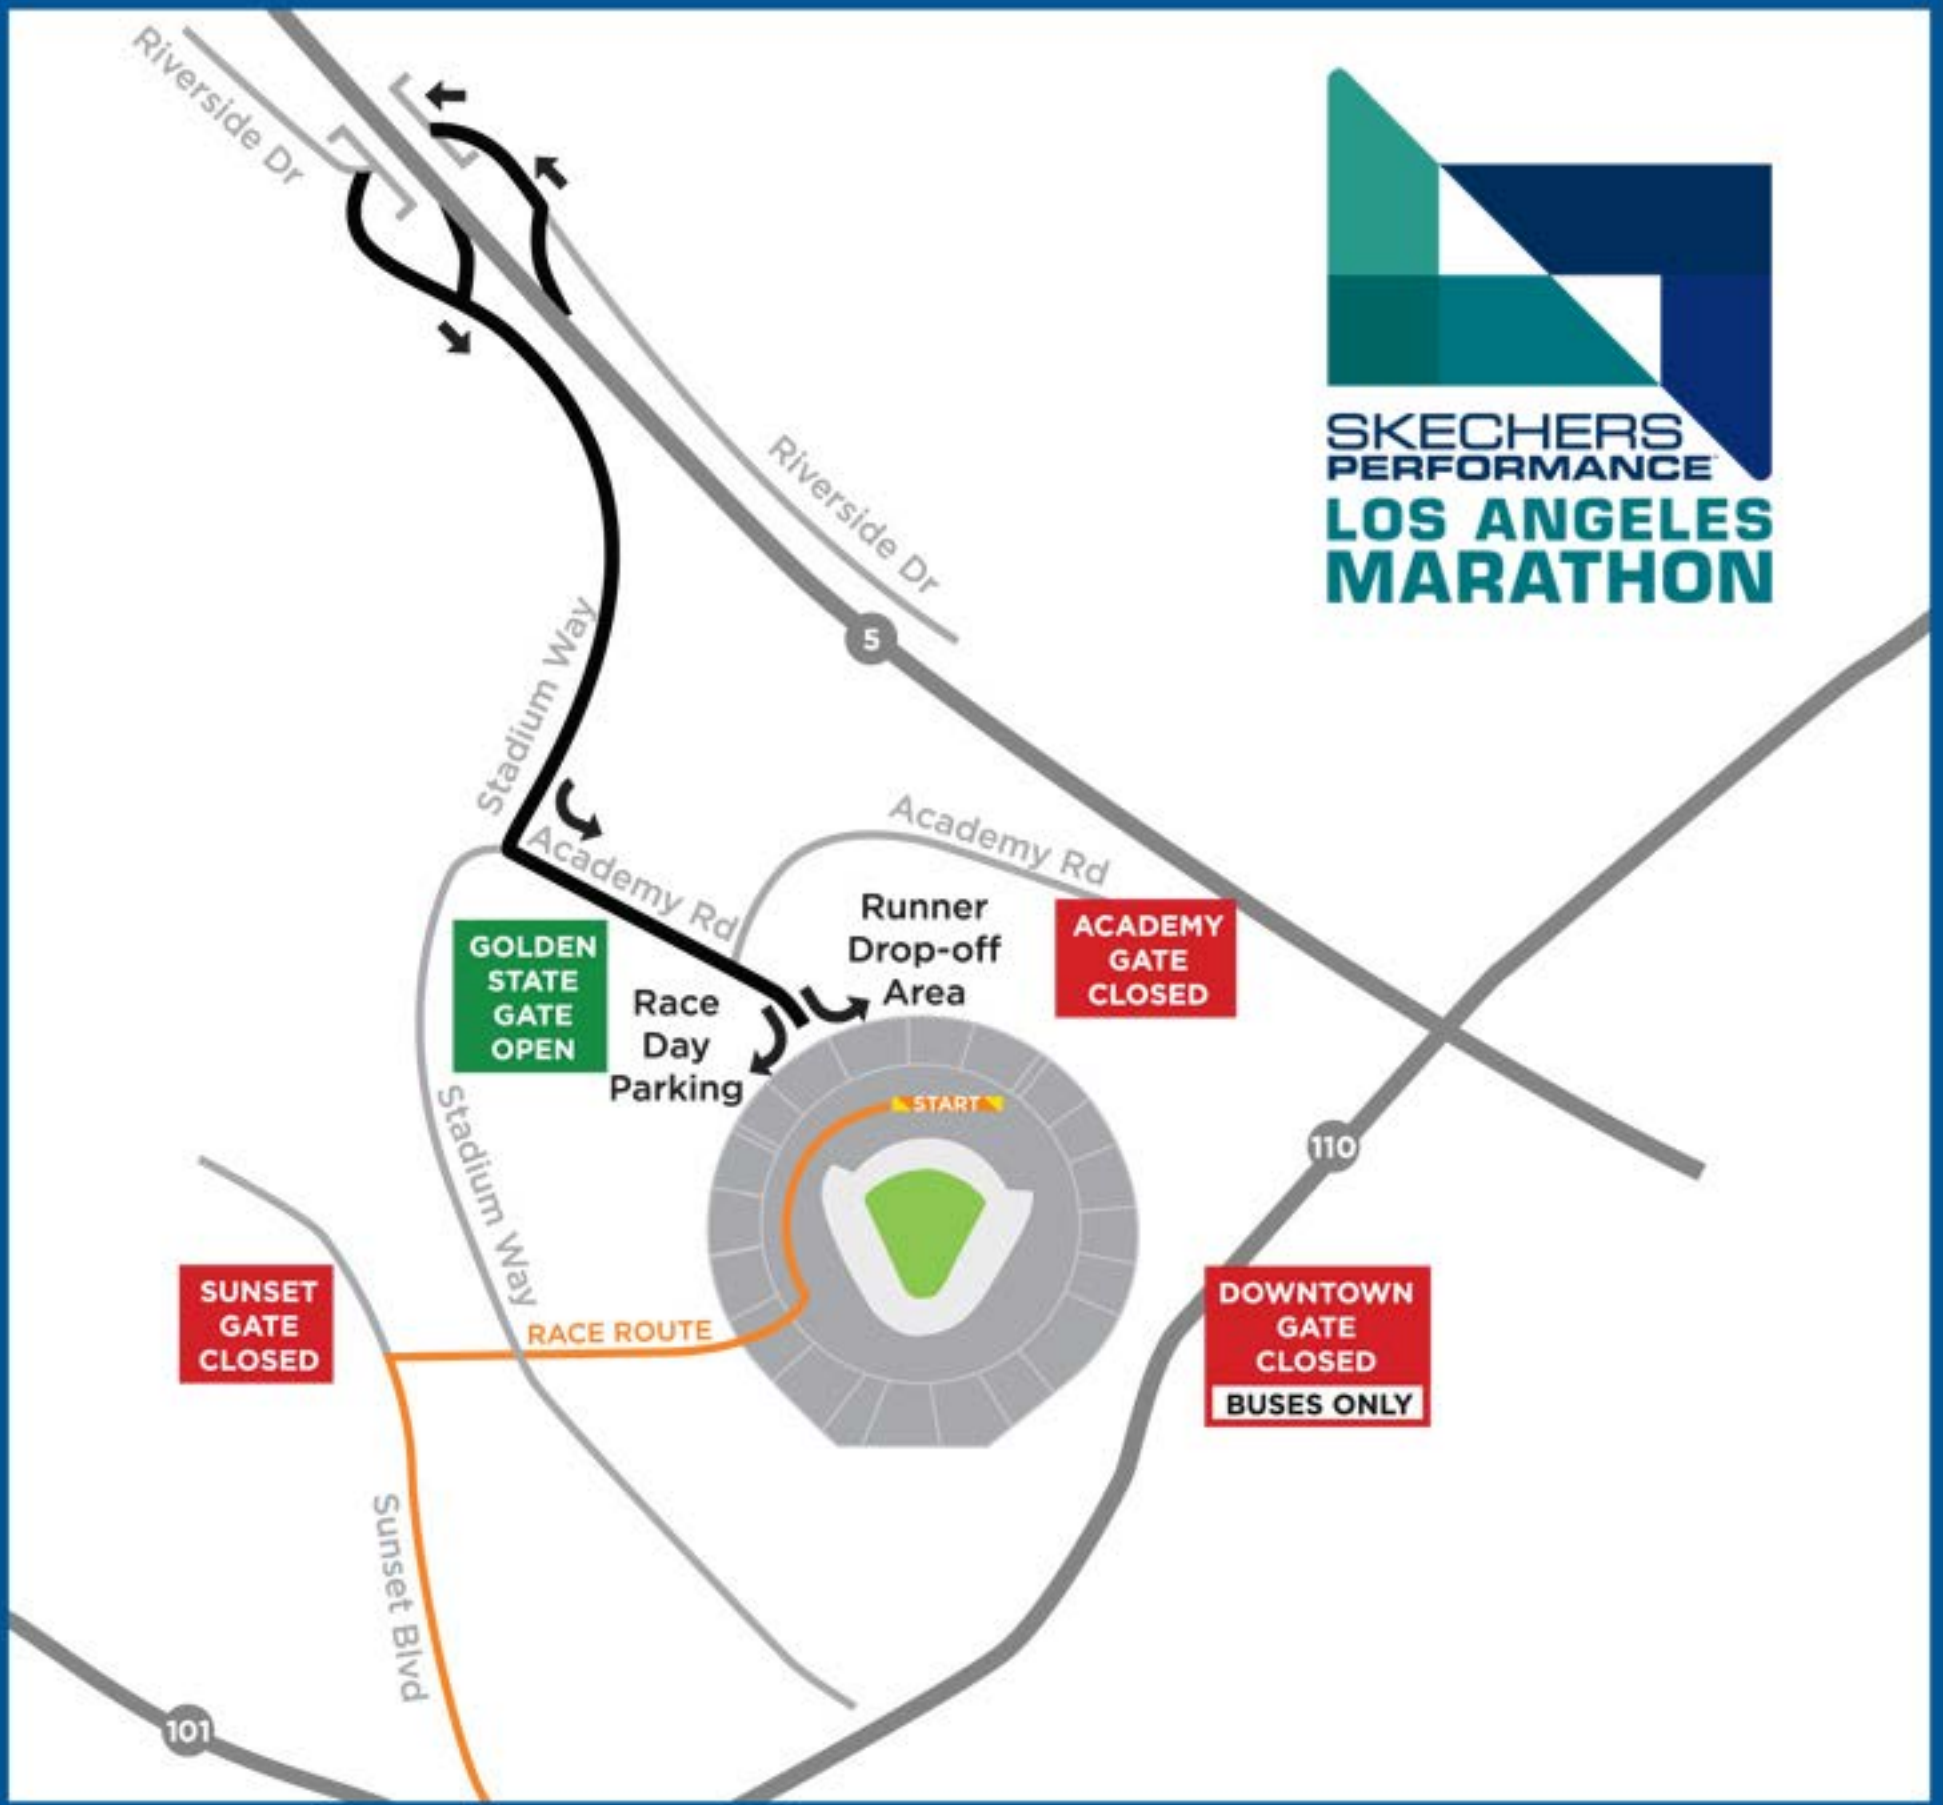 Riverside Dr
SKECHERS
PERFORMANCE
LOS ANGELES
MARATHON
Riverside Dr
5
Stadium Way
Academy Rd
Academy Rd
Runner
Drop-off
Area
ACADEMY
GATE
CLOSED
GOLDEN
STATE
GATE
OPEN
Race
Day
Parking
START
110
Stadium Way
SUNSET
GATE
CLOSED
RACE ROUTE
DOWNTOWN
GATE
CLOSED
BUSES ONLY
Sunset Blvd
101